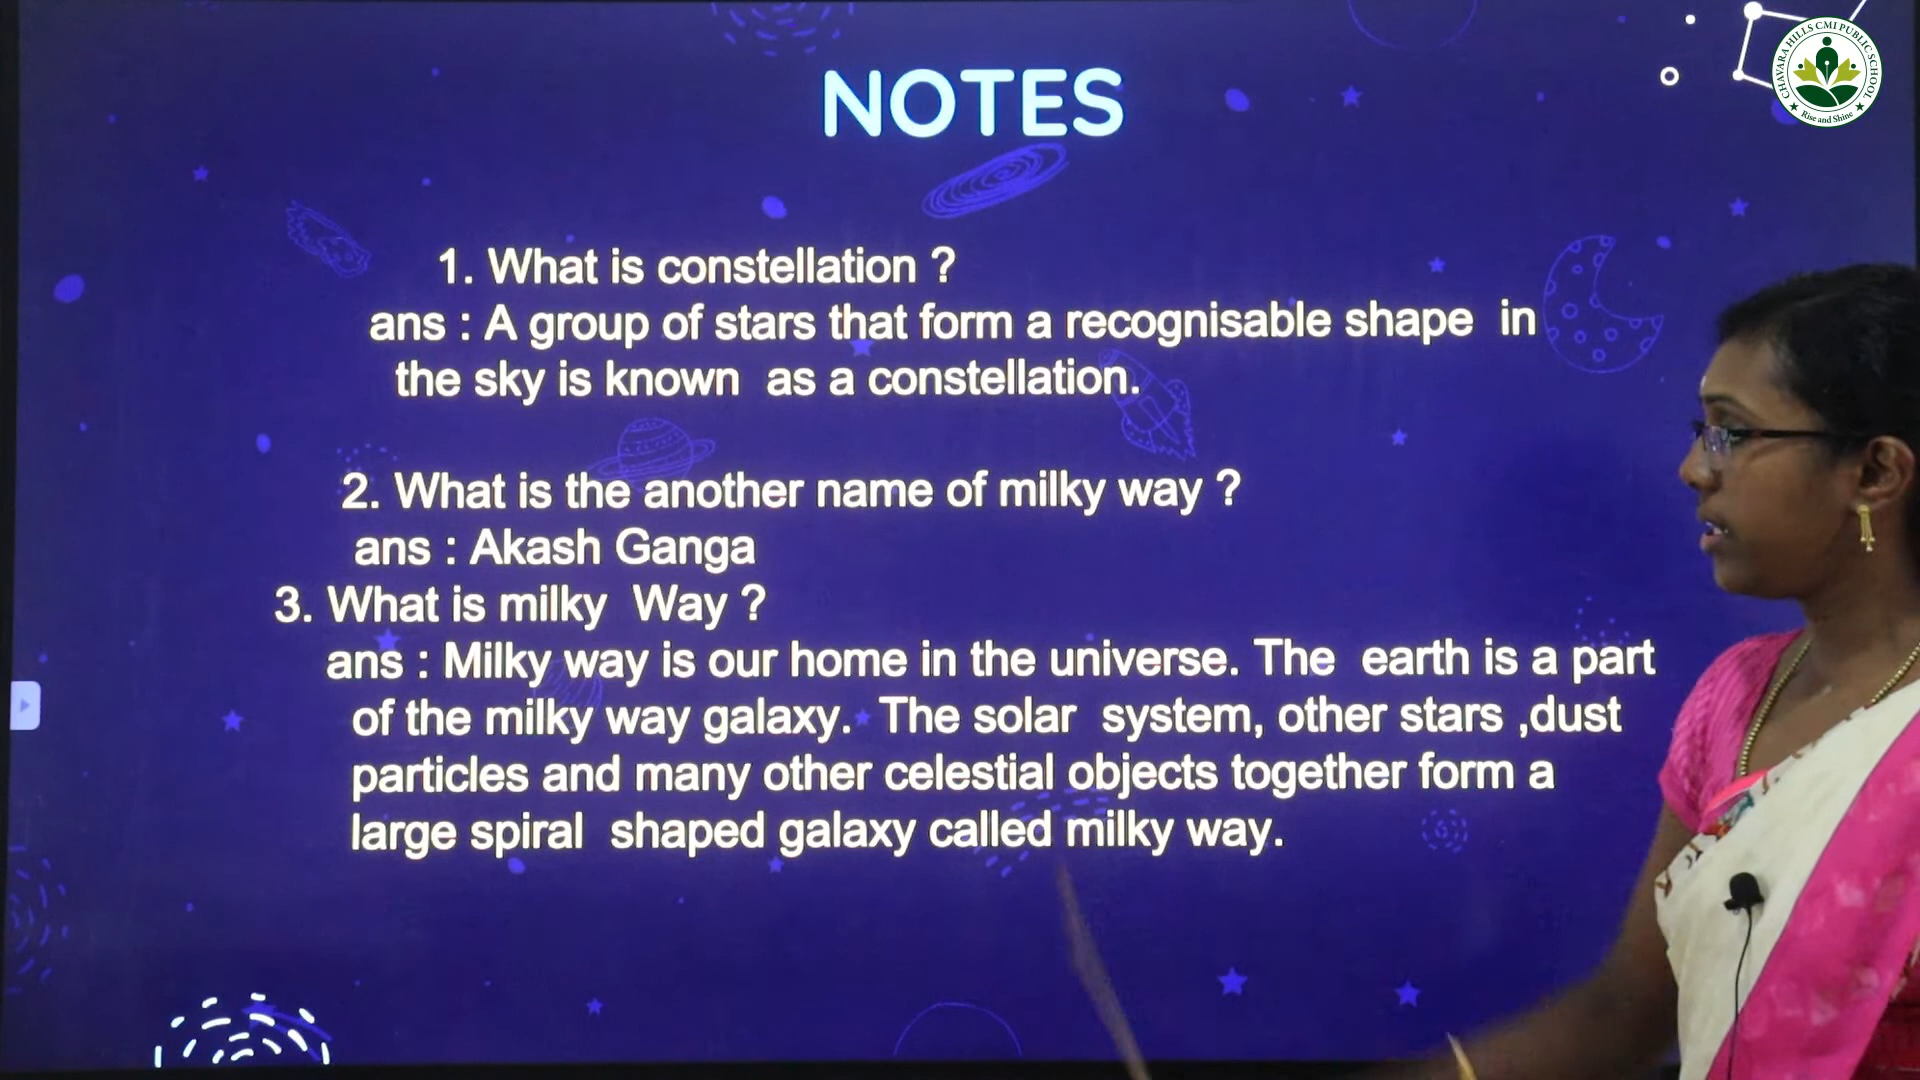 CHAVARA HILLS CMI PUBLIC SCHOOL
Rise and Shine
NOTES
1. What is constellation ?
ans : A group of stars that form a recognisable shape in
the sky is known as a constellation.
2. What is the another name of milky way ?
ans : Akash Ganga
3. What is milky Way ?
ans : Milky way is our home in the universe. The earth is a part
of the milky way galaxy. The solar system, other stars ,dust
particles and many other celestial objects together form a
large spiral shaped galaxy called milky way.